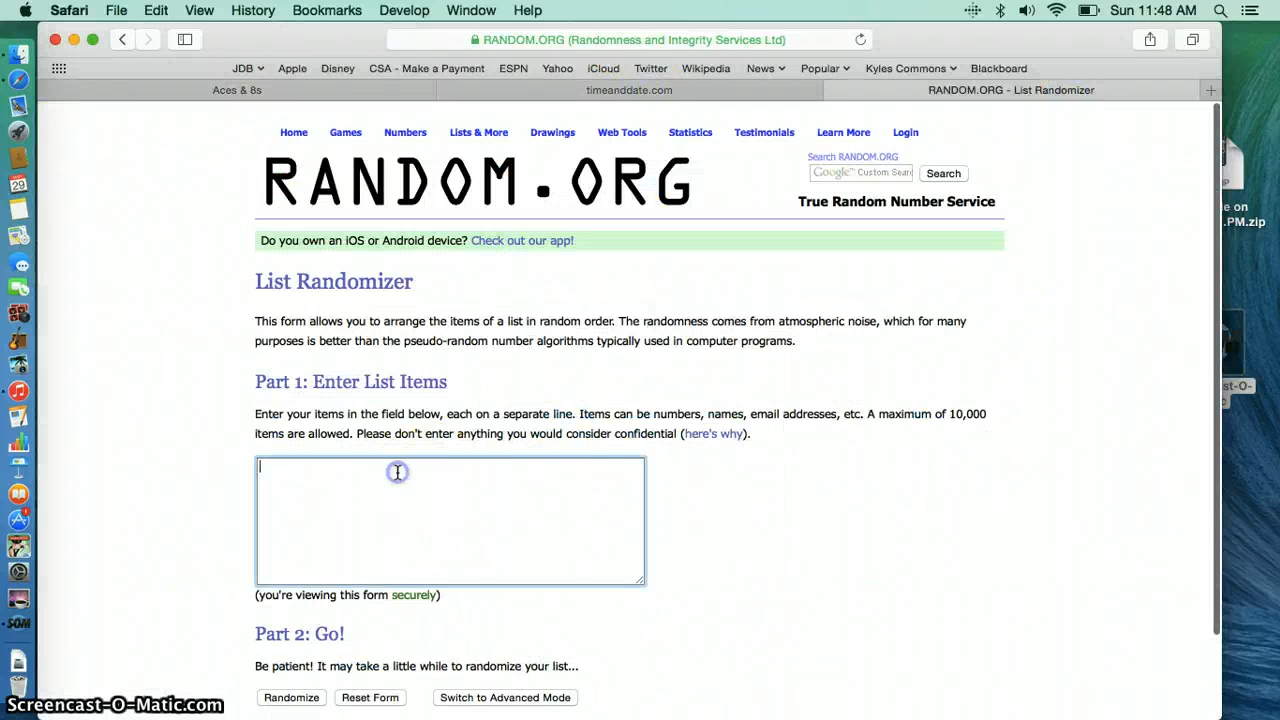 Safari File Edit View History Bookmarks Develop Window Help Sun 11:48 AM
RANDOM.ORG (Randomness and Integrity Services Ltd)
JDB Apple Disney CSA - Make a Payment ESPN Yahoo iCloud Twitter Wikipedia News Popular Kyles Commons Blackboard
Aces & 8s timeanddate.com RANDOM.ORG - List Randomizer
Home Games Numbers Lists & More Drawings Web Tools Statistics Testimonials Learn More Login
Search RANDOM.ORG
Google™ Custom Sear Search
RANDOM.ORG
True Random Number Service
Do you own an iOS or Android device? Check out our app!
List Randomizer
This form allows you to arrange the items of a list in random order. The randomness comes from atmospheric noise, which for many
purposes is better than the pseudo-random number algorithms typically used in computer programs.
Part 1: Enter List Items
Enter your items in the field below, each on a separate line. Items can be numbers, names, email addresses, etc. A maximum of 10,000
items are allowed. Please don't enter anything you would consider confidential (here's why).
(you're viewing this form securely)
Part 2: Go!
Be patient! It may take a little while to randomize your list...
Randomize Reset Form Switch to Advanced Mode
.PM.zip
29
SOM
Screencast-O-Matic.com